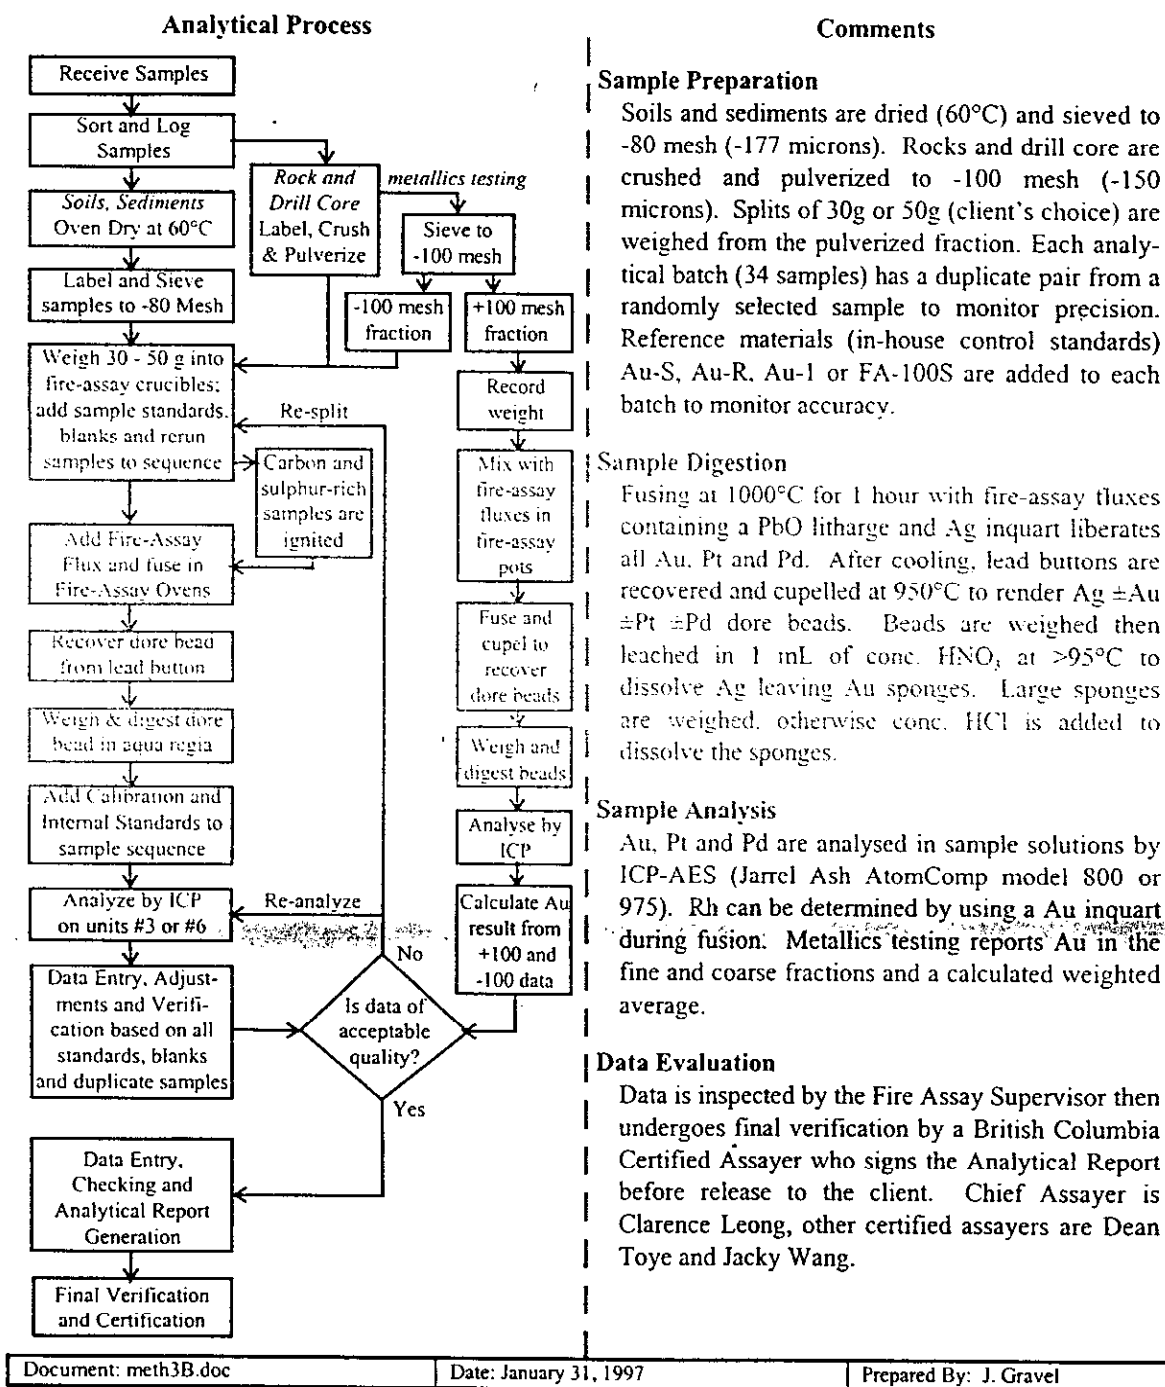 Analytical Process
Receive Samples
Sort and Log
Samples
Soils, Sediments
Oven Dry at 60°C
Label and Sieve
samples to -80 Mesh
Rock and
Drill Core
Label, Crush
& Pulverize
metallics testing
Sieve to
-100 mesh
-100 mesh
fraction
+100 mesh
fraction
Weigh 30 - 50 g into
fire-assay crucibles;
add sample standards,
blanks and rerun
samples to sequence
Re-split
Carbon and
sulphur-rich
samples are
ignited
Record
weight
Mix with
fire-assay
fluxes in
fire-assay
pots
Add Fire-Assay
Flux and fuse in
Fire-Assay Ovens
Recover dore bead
from lead button
Fuse and
cupel to
recover
dore beads
Weigh & digest dore
bead in aqua regia
Weigh and
digest beads
Add Calibration and
Internal Standards to
sample sequence
Analyse by
ICP
Analyze by ICP
on units #3 or #6
Re-analyze
Calculate Au
result from
+100 and
-100 data
No
Data Entry, Adjust-
ments and Verifi-
cation based on all
standards, blanks
and duplicate samples
Is data of
acceptable
quality?
Yes
Data Entry,
Checking and
Analytical Report
Generation
Final Verification
and Certification
Comments
Sample Preparation
Soils and sediments are dried (60°C) and sieved to
-80 mesh (-177 microns). Rocks and drill core are
crushed and pulverized to -100 mesh (-150
microns). Splits of 30g or 50g (client's choice) are
weighed from the pulverized fraction. Each analy-
tical batch (34 samples) has a duplicate pair from a
randomly selected sample to monitor precision.
Reference materials (in-house control standards)
Au-S, Au-R, Au-1 or FA-100S are added to each
batch to monitor accuracy.
Sample Digestion
Fusing at 1000°C for 1 hour with fire-assay fluxes
containing a PbO litharge and Ag inquart liberates
all Au, Pt and Pd. After cooling, lead buttons are
recovered and cupelled at 950°C to render Ag ±Au
±Pt ±Pd dore beads. Beads are weighed then
leached in 1 mL of conc. HNO₃ at >95°C to
dissolve Ag leaving Au sponges. Large sponges
are weighed, otherwise conc. HCl is added to
dissolve the sponges.
Sample Analysis
Au, Pt and Pd are analysed in sample solutions by
ICP-AES (Jarrel Ash AtomComp model 800 or
975). Rh can be determined by using a Au inquart
during fusion. Metallics testing reports Au in the
fine and coarse fractions and a calculated weighted
average.
Data Evaluation
Data is inspected by the Fire Assay Supervisor then
undergoes final verification by a British Columbia
Certified Assayer who signs the Analytical Report
before release to the client. Chief Assayer is
Clarence Leong, other certified assayers are Dean
Toye and Jacky Wang.
Document: meth3B.doc
Date: January 31, 1997
Prepared By: J. Gravel